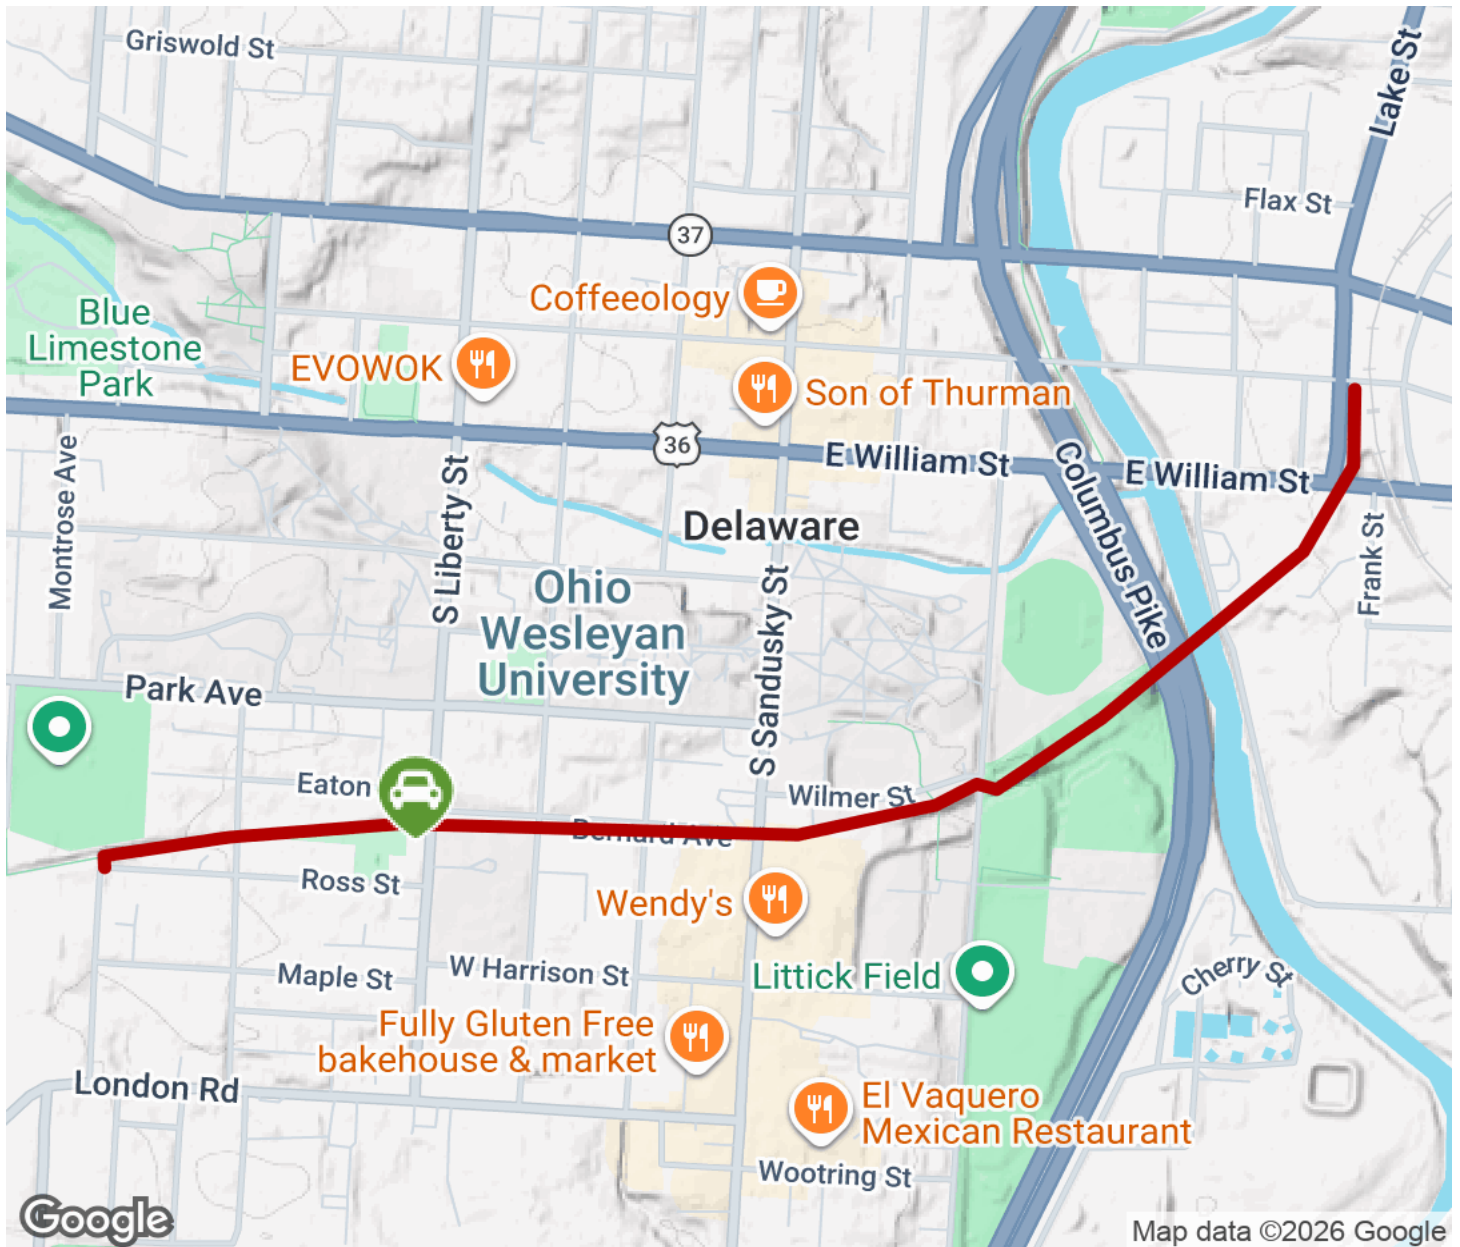 Griswold St
Lake St
Flax St
37
Coffeeology
Blue
Limestone
Park
EVOWOK
Son of Thurman
36
E William St
E William St
Columbus Pike
Montrose Ave
S Liberty St
Delaware
Frank St
Ohio
Wesleyan
University
S Sandusky St
Park Ave
Eaton
Wilmer St
Bernard Ave
Ross St
Wendy's
Maple St
W Harrison St
Littick Field
Cherry St
Fully Gluten Free
bakehouse & market
London Rd
El Vaquero
Mexican Restaurant
Wootring St
Google
Map data ©2026 Google